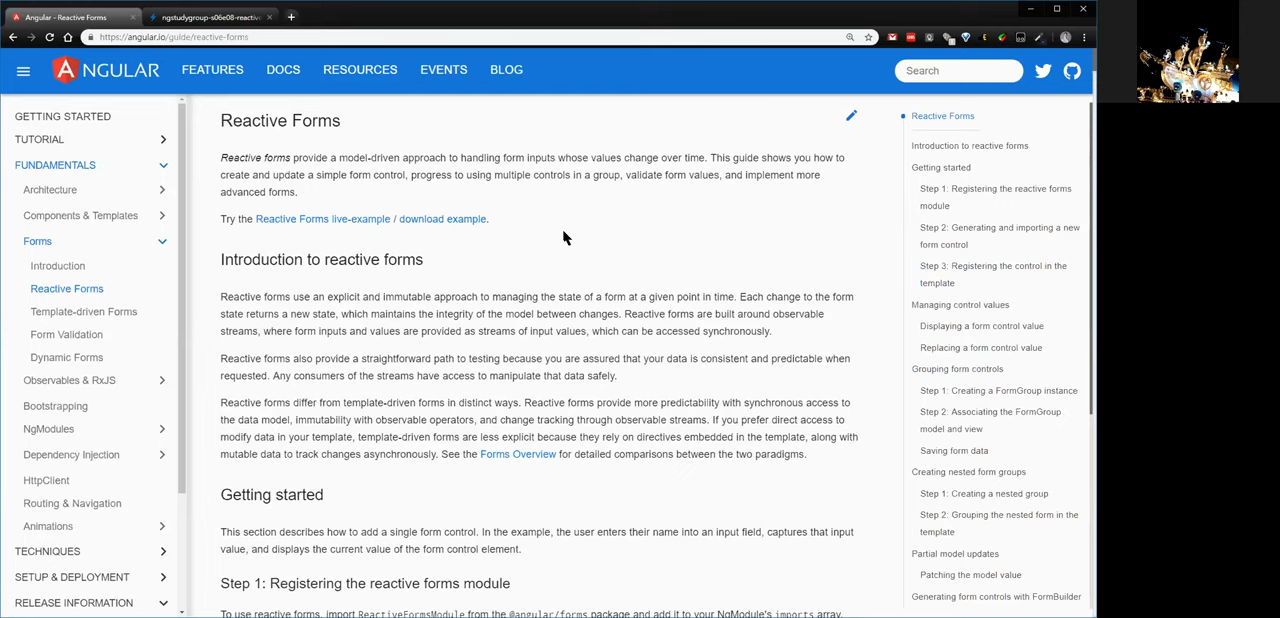 Angular - Reactive Forms
ngstudygroup-s06e08-reactive
https://angular.io/guide/reactive-forms
ANGULAR
FEATURES
DOCS
RESOURCES
EVENTS
BLOG
Search
GETTING STARTED
TUTORIAL
FUNDAMENTALS
Architecture
Components & Templates
Forms
Introduction
Reactive Forms
Template-driven Forms
Form Validation
Dynamic Forms
Observables & RxJS
Bootstrapping
NgModules
Dependency Injection
HttpClient
Routing & Navigation
Animations
TECHNIQUES
SETUP & DEPLOYMENT
RELEASE INFORMATION
Reactive Forms
Reactive forms provide a model-driven approach to handling form inputs whose values change over time. This guide shows you how to
create and update a simple form control, progress to using multiple controls in a group, validate form values, and implement more
advanced forms.
Try the Reactive Forms live-example / download example.
Introduction to reactive forms
Reactive forms use an explicit and immutable approach to managing the state of a form at a given point in time. Each change to the form
state returns a new state, which maintains the integrity of the model between changes. Reactive forms are built around observable
streams, where form inputs and values are provided as streams of input values, which can be accessed synchronously.
Reactive forms also provide a straightforward path to testing because you are assured that your data is consistent and predictable when
requested. Any consumers of the streams have access to manipulate that data safely.
Reactive forms differ from template-driven forms in distinct ways. Reactive forms provide more predictability with synchronous access to
the data model, immutability with observable operators, and change tracking through observable streams. If you prefer direct access to
modify data in your template, template-driven forms are less explicit because they rely on directives embedded in the template, along with
mutable data to track changes asynchronously. See the Forms Overview for detailed comparisons between the two paradigms.
Getting started
This section describes how to add a single form control. In the example, the user enters their name into an input field, captures that input
value, and displays the current value of the form control element.
Step 1: Registering the reactive forms module
To use reactive forms, import ReactiveFormsModule from the @angular/forms package and add it to your NgModule's imports array.
Reactive Forms
Introduction to reactive forms
Getting started
Step 1: Registering the reactive forms
module
Step 2: Generating and importing a new
form control
Step 3: Registering the control in the
template
Managing control values
Displaying a form control value
Replacing a form control value
Grouping form controls
Step 1: Creating a FormGroup instance
Step 2: Associating the FormGroup
model and view
Saving form data
Creating nested form groups
Step 1: Creating a nested group
Step 2: Grouping the nested form in the
template
Partial model updates
Patching the model value
Generating form controls with FormBuilder